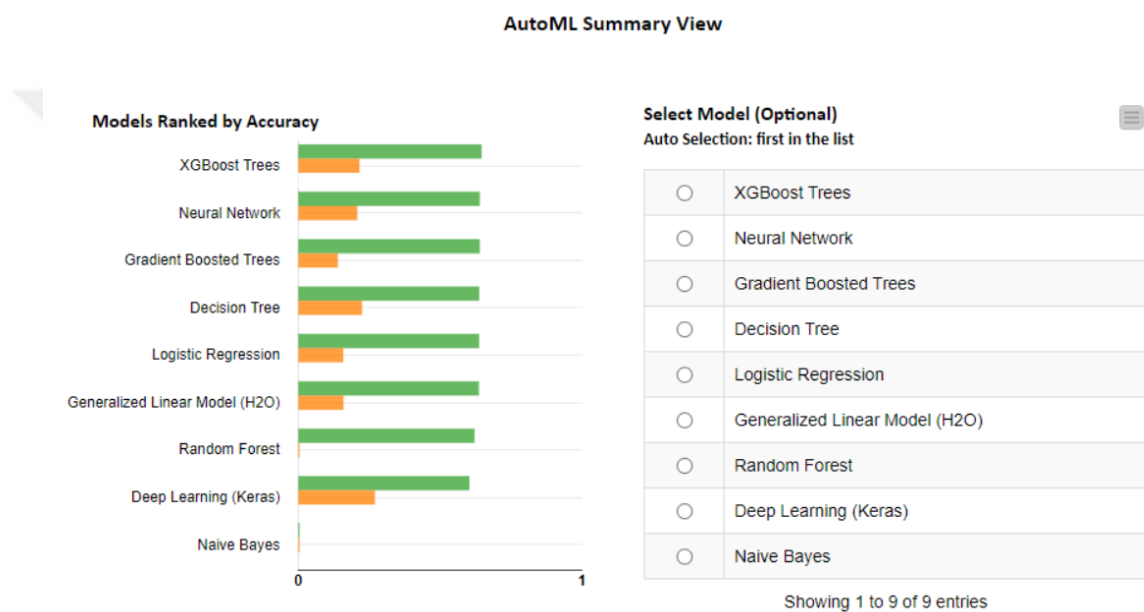 AutoML Summary View
Models Ranked by Accuracy
XGBoost Trees
Neural Network
Gradient Boosted Trees
Decision Tree
Logistic Regression
Generalized Linear Model (H2O)
Random Forest
Deep Learning (Keras)
Naive Bayes
0 1
Select Model (Optional)
Auto Selection: first in the list
XGBoost Trees
Neural Network
Gradient Boosted Trees
Decision Tree
Logistic Regression
Generalized Linear Model (H2O)
Random Forest
Deep Learning (Keras)
Naive Bayes
Showing 1 to 9 of 9 entries